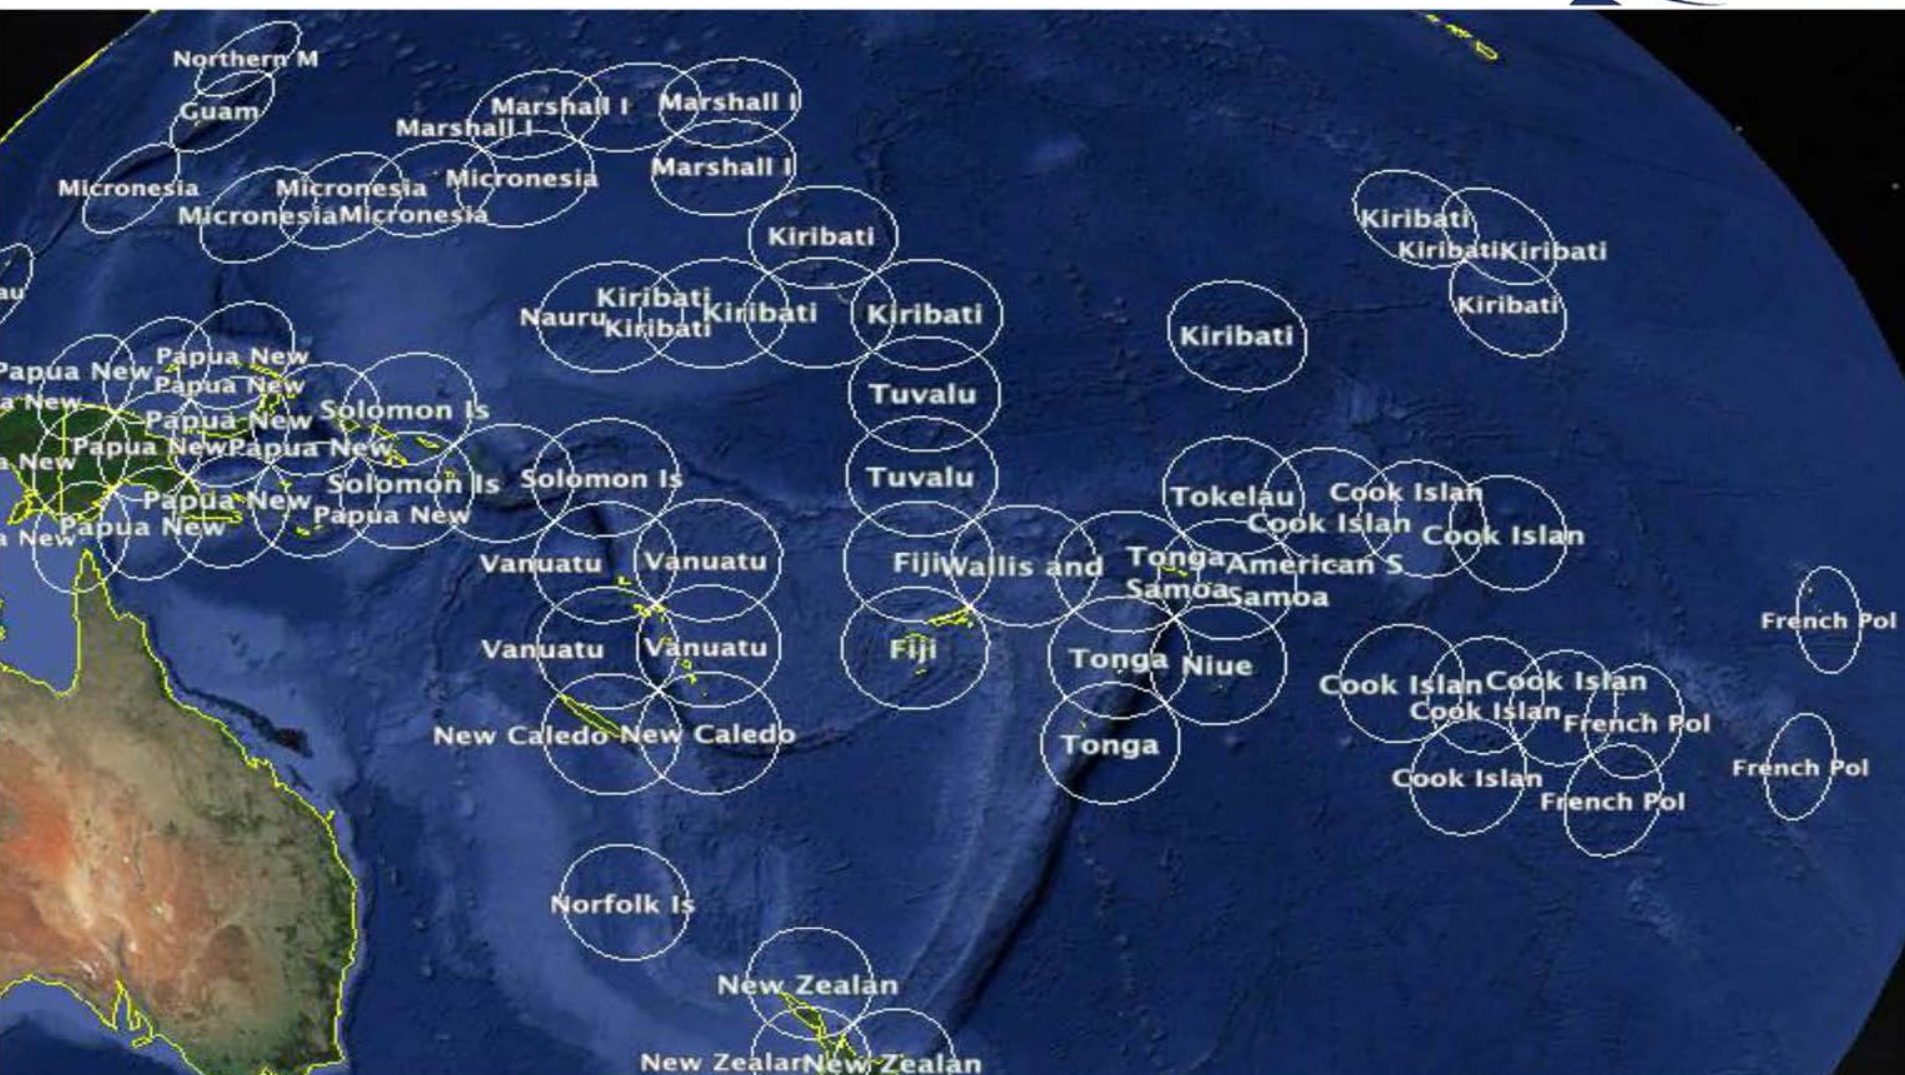 Northern M
Guam
Marshall I
Marshall I
Marshall I
Marshall I
Micronesia
Micronesia
Micronesia
Micronesia
Micronesia
Kiribati
Kiribati
Kiribati
Kiribati
Kiribati
au
Nauru
Kiribati
Kiribati
Kiribati
Kiribati
Kiribati
Papua New
Papua New
Papua New
a New
Papua New
Papua New
Papua New
a New
Papua New
Papua New
Papua New
a New
Solomon Is
Solomon Is
Solomon Is
Tuvalu
Tuvalu
Tokelau
Cook Islan
Cook Islan
Cook Islan
Vanuatu
Vanuatu
Fiji
Wallis and
Tonga
American S
Samoa
Samoa
Vanuatu
Vanuatu
Fiji
Tonga
Niue
French Pol
Cook Islan
Cook Islan
Cook Islan
French Pol
New Caledo
New Caledo
Tonga
Cook Islan
French Pol
French Pol
Norfolk Is
New Zealan
New Zealan
New Zealan